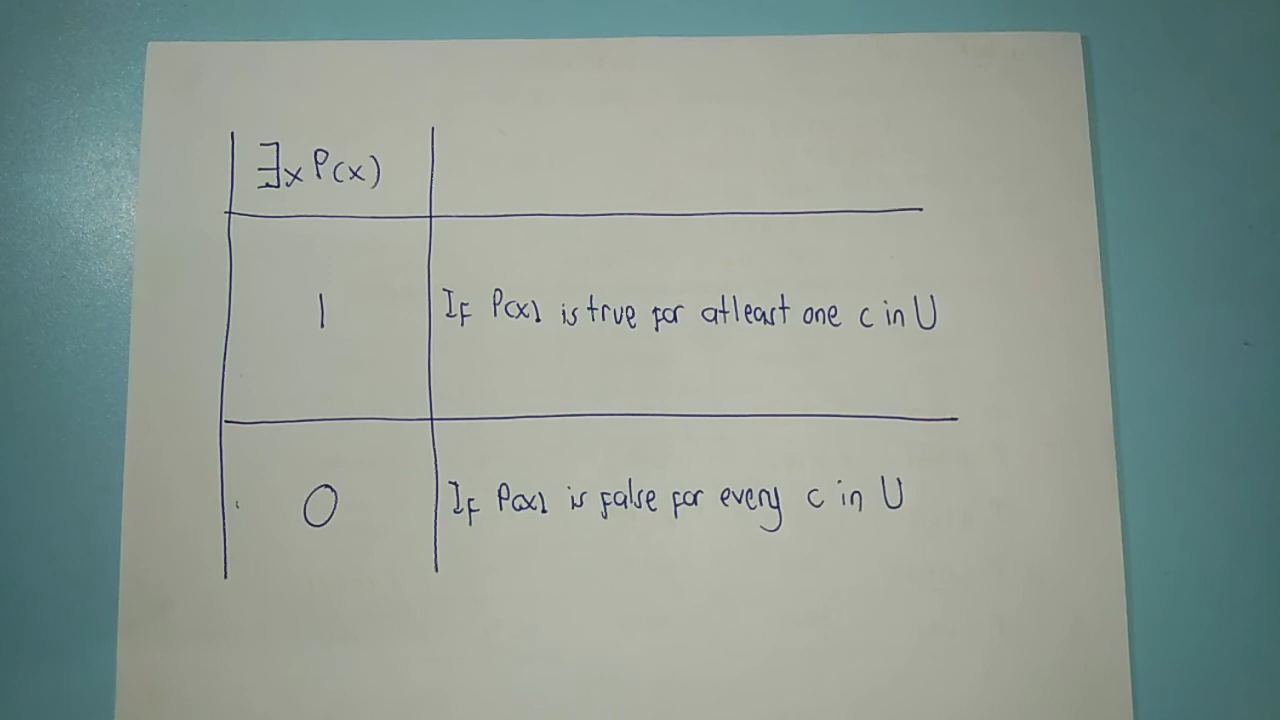 ∃x P(x)
1 If P(x) is true for atleast one c in U
0 If P(x) is false for every c in U